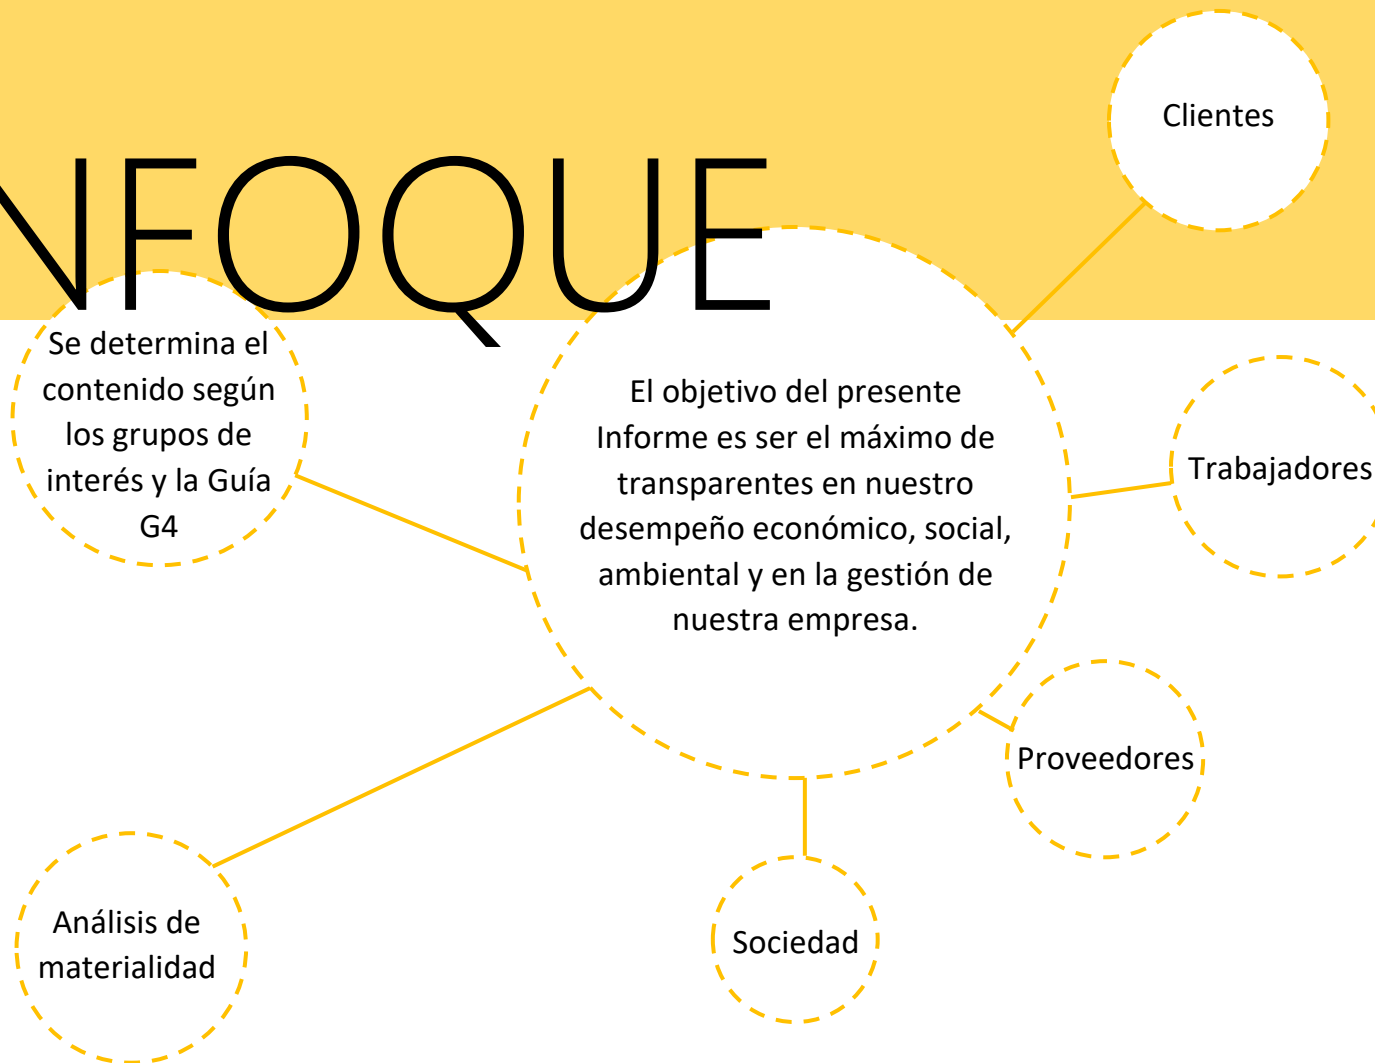 NFOQUE
Clientes
Se determina el
contenido según
los grupos de
interés y la Guía
G4
El objetivo del presente
Informe es ser el máximo de
transparentes en nuestro
desempeño económico, social,
ambiental y en la gestión de
nuestra empresa.
Trabajadores
Proveedores
Análisis de
materialidad
Sociedad